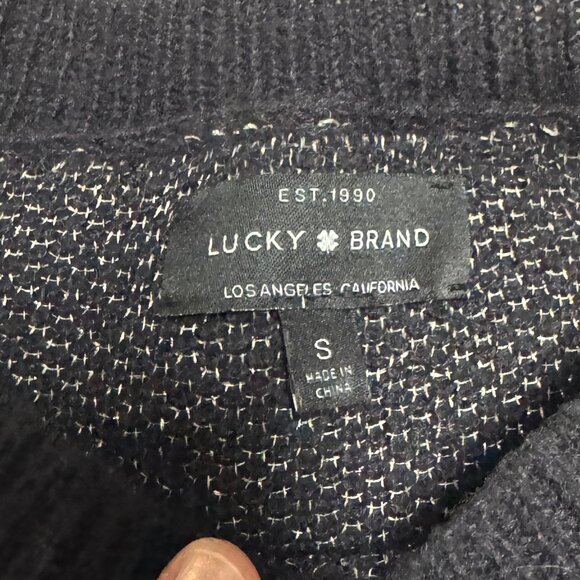 EST.1990
LUCKY BRAND
LOS ANGELES, CALIFORNIA
S
MADE IN
CHINA